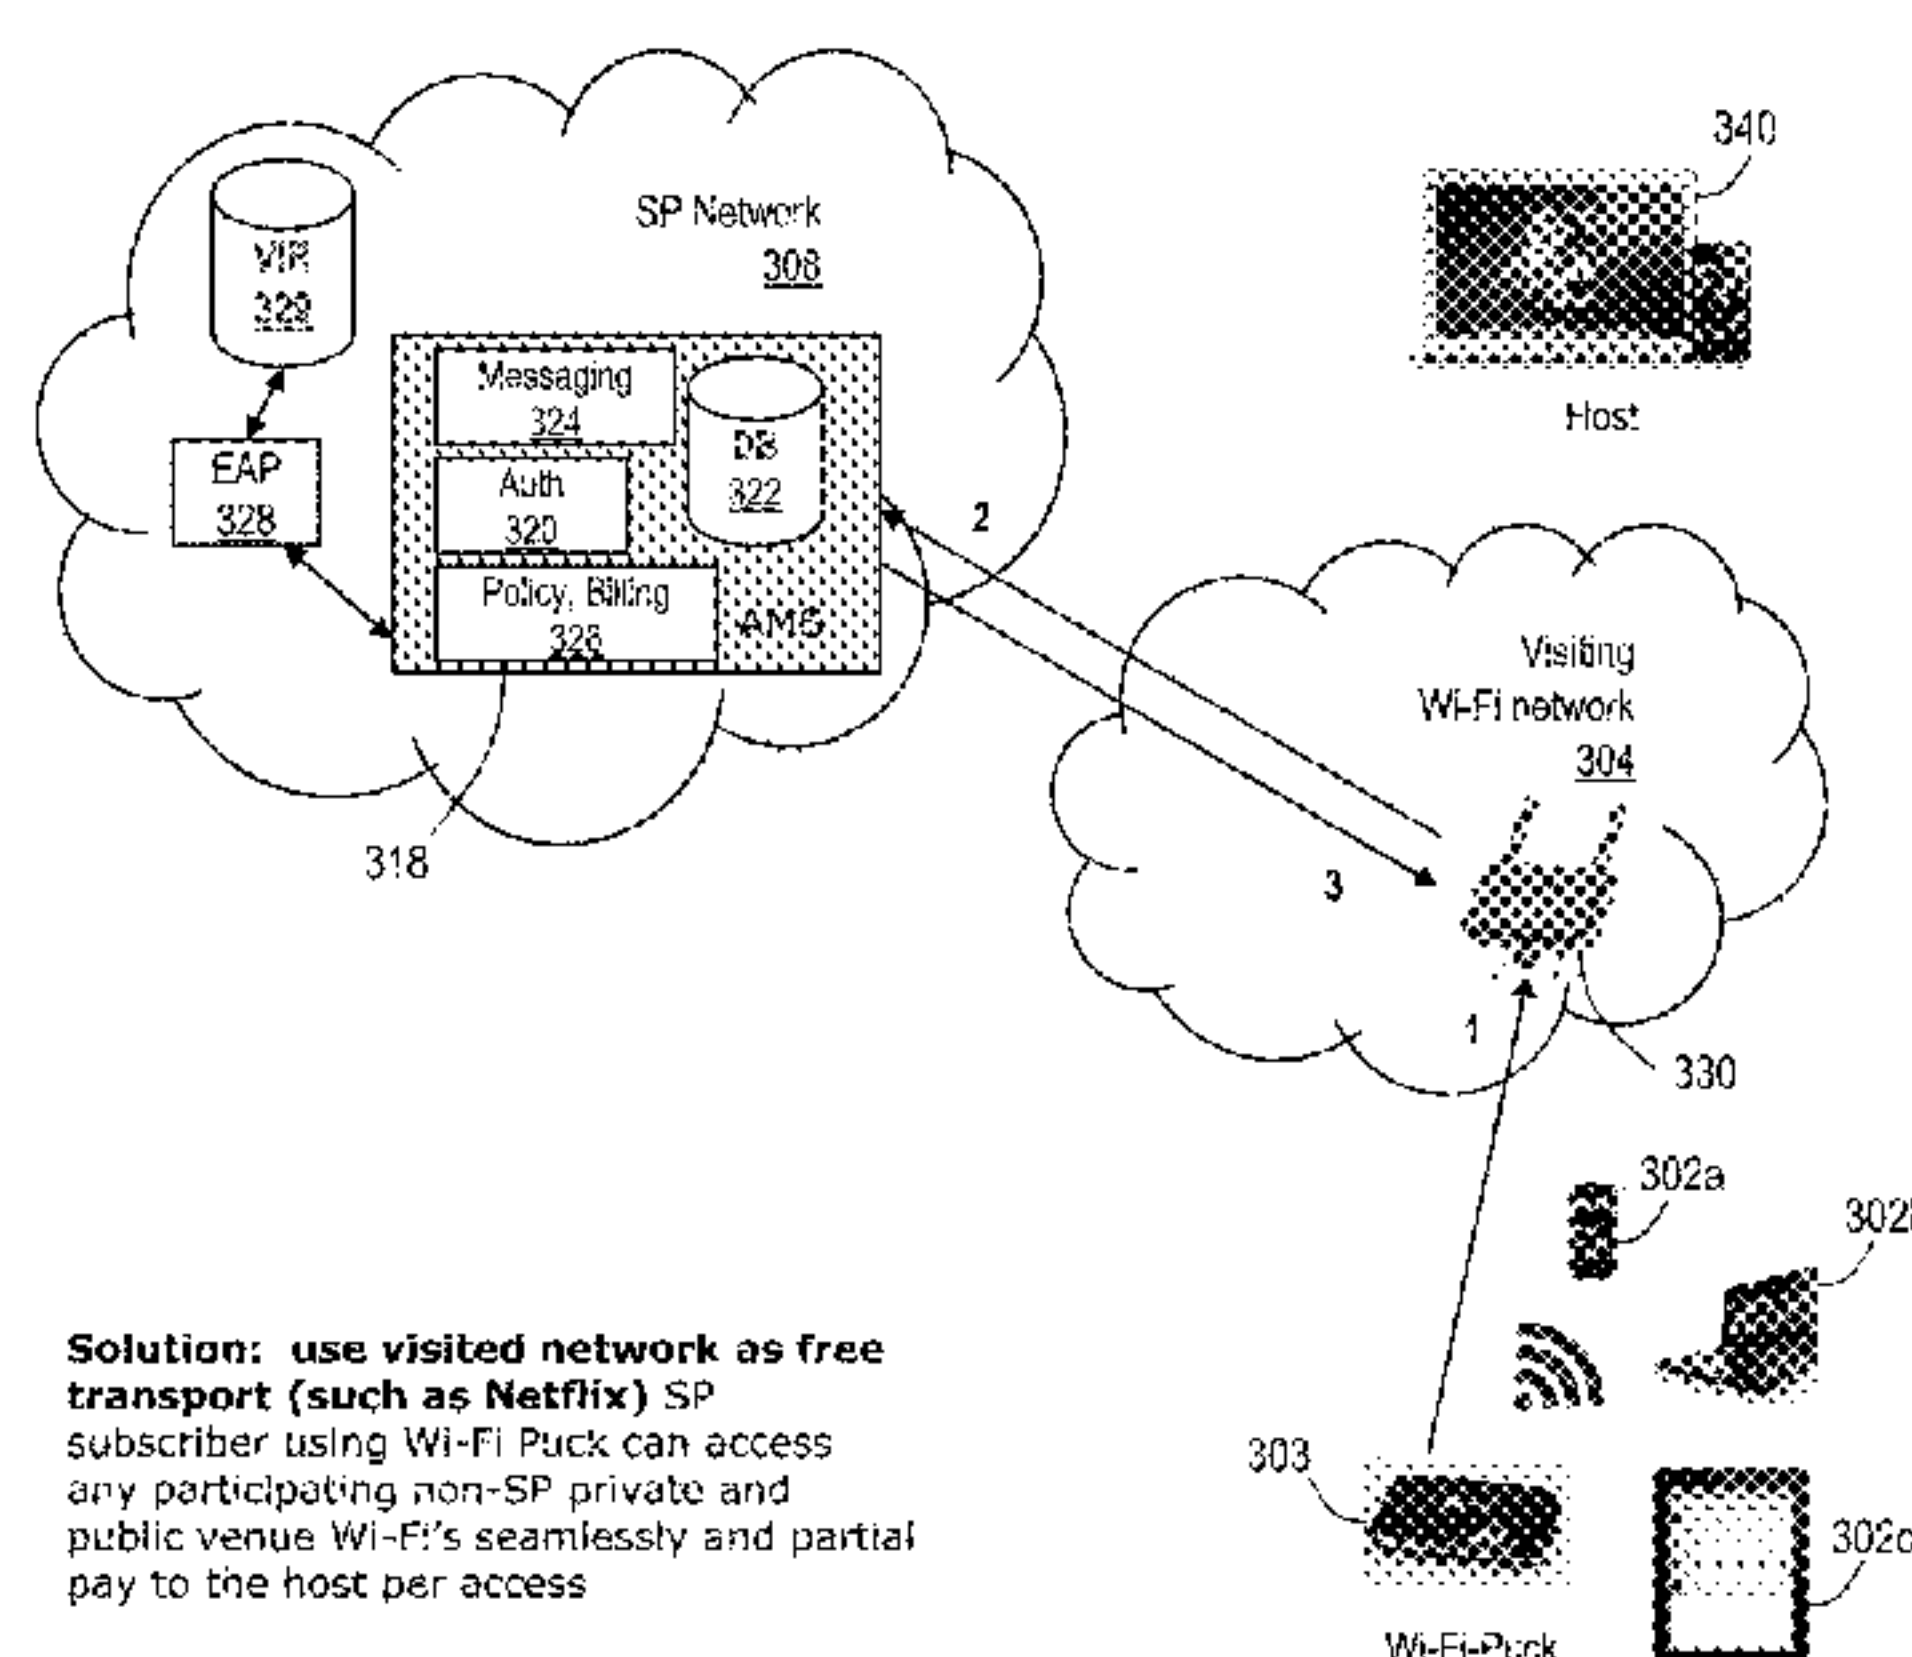 340
SP Network
308
VIR
329
Messaging
324
DB
322
Host
EAP
328
Auth
320
2
Policy, Billing
326
AMG
Visiting
Wi-Fi network
304
318
3
1
330
302a
Solution: use visited network as free
transport (such as Netflix) SP
subscriber using Wi-Fi Puck can access
any participating non-SP private and
public venue Wi-Fi's seamlessly and partial
pay to the host per access
303
302c
Wi-Fi-Puck